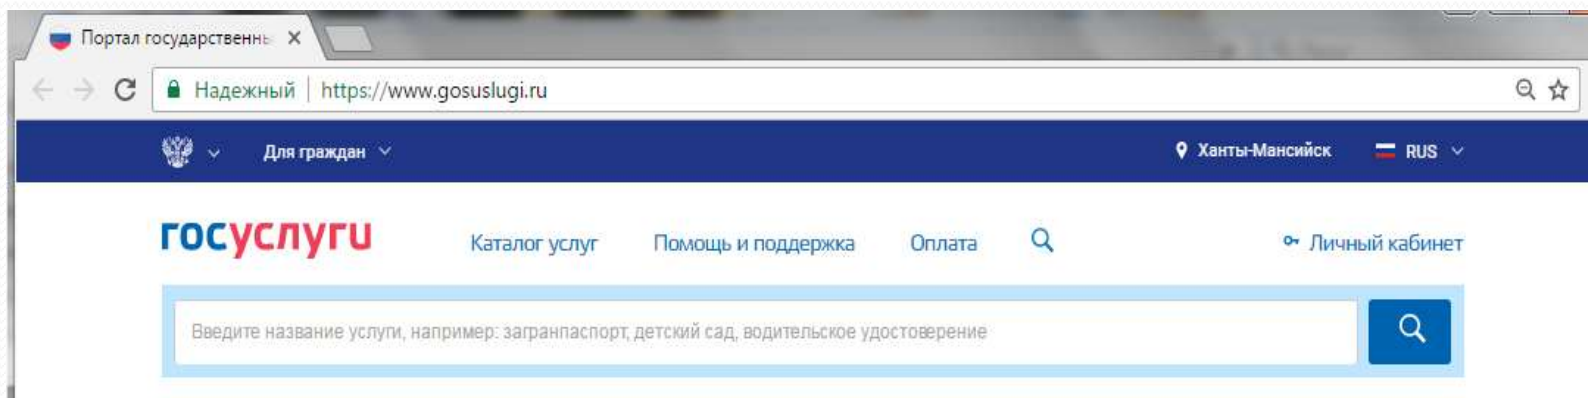 Портал государственны
Надежный | https://www.gosuslugi.ru
Для граждан Ханты-Мансийск RUS
госуслуги Каталог услуг Помощь и поддержка Оплата Личный кабинет
Введите название услуги, например: загранпаспорт, детский сад, водительское удостоверение